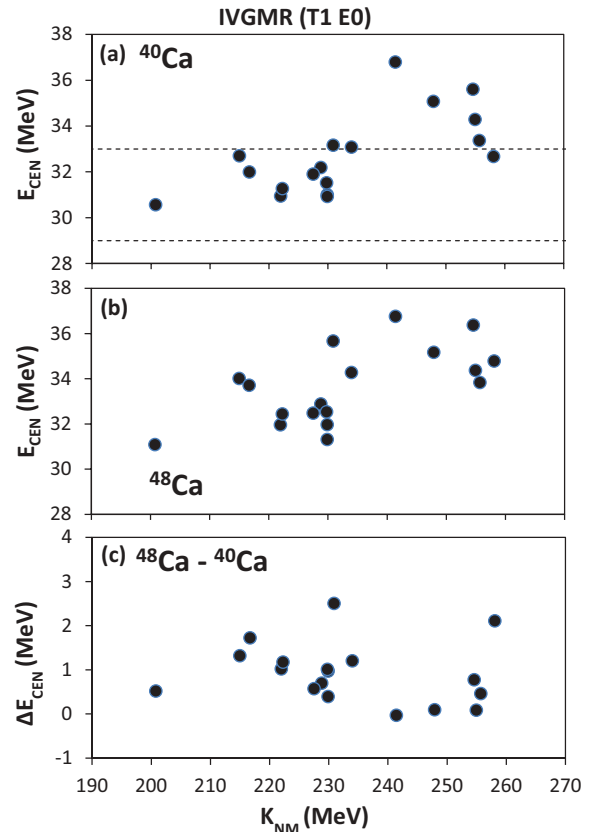 IVGMR (T1 E0)
(a) ⁴⁰Ca
E_CEN (MeV)
38
36
34
32
30
28
(b)
⁴⁸Ca
E_CEN (MeV)
38
36
34
32
30
28
(c) ⁴⁸Ca - ⁴⁰Ca
ΔE_CEN (MeV)
4
3
2
1
0
-1
190 200 210 220 230 240 250 260 270
K_NM (MeV)